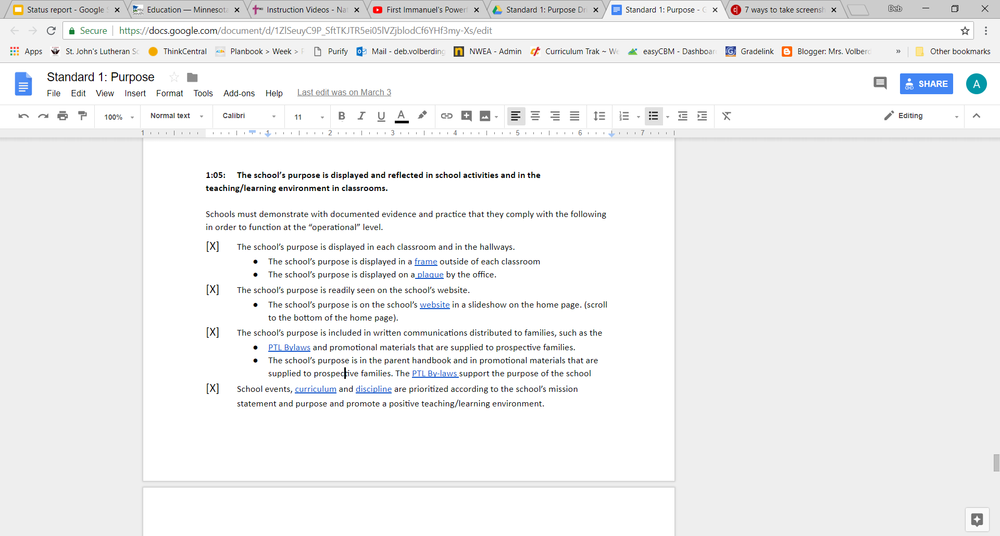 Status report - Google S
Education — Minnesota
Instruction Videos - Nat
First Immanuel's Powerf
Standard 1: Purpose Dri
Standard 1: Purpose - G
7 ways to take screensh
Deb
Secure
https://docs.google.com/document/d/1ZlSeuyC9P_SftTKJTR5ei05lVZjblodCf6YHf3my-Xs/edit
Apps
St. John's Lutheran Sc
ThinkCentral
Planbook > Week > F
Purify
Mail - deb.volberding
NWEA - Admin
Curriculum Trak ~ We
easyCBM - Dashboar
Gradelink
Blogger: Mrs. Volberd
»
Other bookmarks
Standard 1: Purpose
File Edit View Insert Format Tools Add-ons Help Last edit was on March 3
SHARE
A
100% Normal text Calibri 11 B I U A Editing
1 1 2 3 4 5 6 7
1:05: The school’s purpose is displayed and reflected in school activities and in the
teaching/learning environment in classrooms.
Schools must demonstrate with documented evidence and practice that they comply with the following
in order to function at the “operational” level.
[X] The school’s purpose is displayed in each classroom and in the hallways.
● The school’s purpose is displayed in a frame outside of each classroom
● The school’s purpose is displayed on a plaque by the office.
[X] The school’s purpose is readily seen on the school’s website.
● The school’s purpose is on the school’s website in a slideshow on the home page. (scroll
to the bottom of the home page).
[X] The school’s purpose is included in written communications distributed to families, such as the
● PTL Bylaws and promotional materials that are supplied to prospective families.
● The school’s purpose is in the parent handbook and in promotional materials that are
supplied to prospective families. The PTL By-laws support the purpose of the school
[X] School events, curriculum and discipline are prioritized according to the school’s mission
statement and purpose and promote a positive teaching/learning environment.